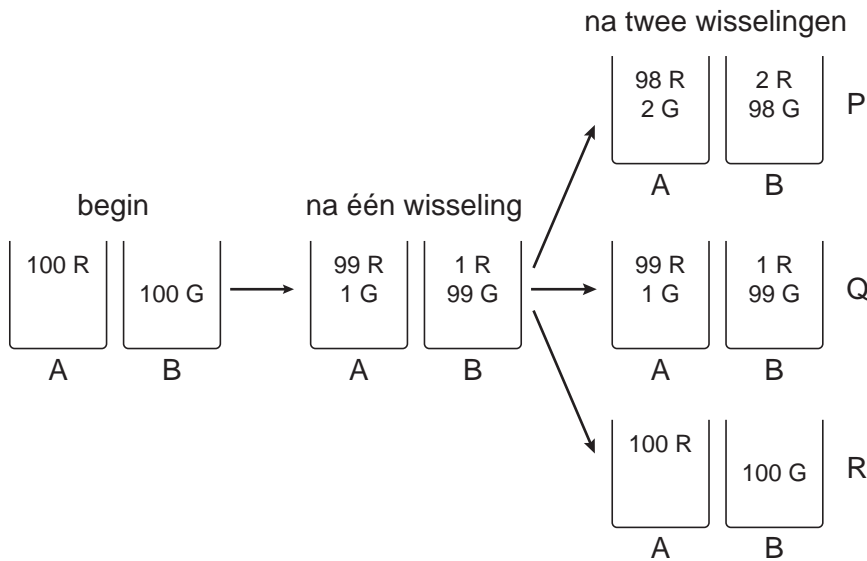 na twee wisselingen
98 R
2 G
A
2 R
98 G
B
P
begin
100 R
A
100 G
B
na één wisseling
99 R
1 G
A
1 R
99 G
B
99 R
1 G
A
1 R
99 G
B
Q
100 R
A
100 G
B
R